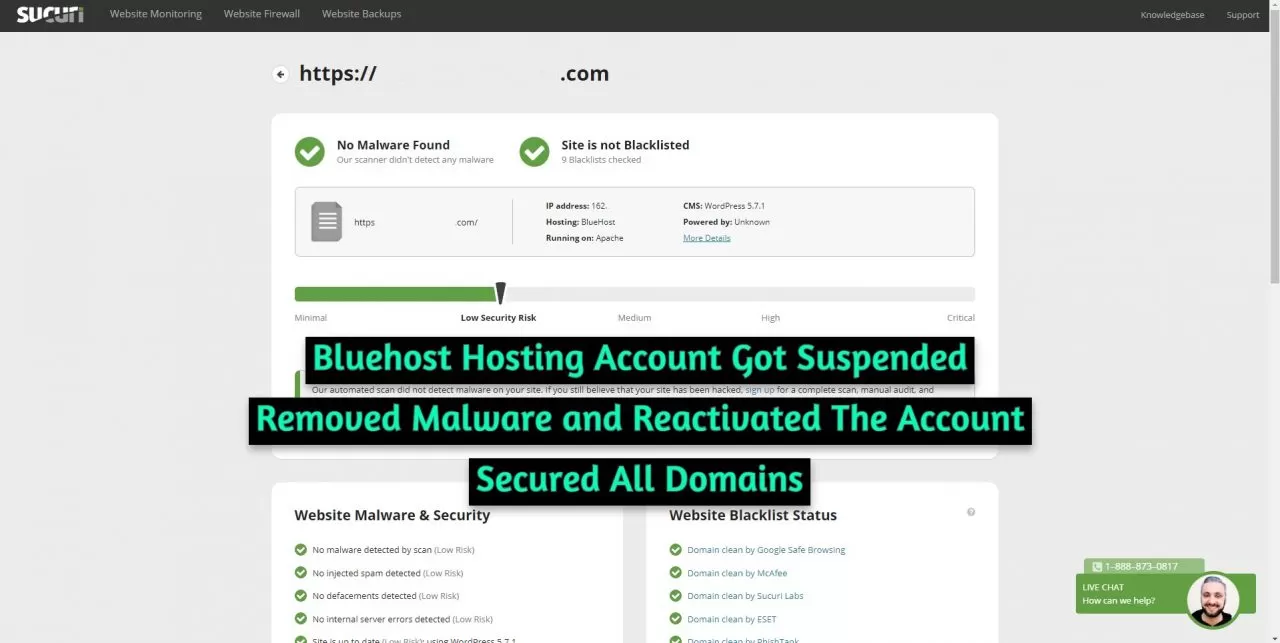 sucuri Website Monitoring Website Firewall Website Backups Knowledgebase Support
https:// .com
No Malware Found
Our scanner didn't detect any malware
Site is not Blacklisted
9 Blacklists checked
https .com/
IP address: 162.
Hosting: BlueHost
Running on: Apache
CMS: WordPress 5.7.1
Powered by: Unknown
More Details
Minimal Low Security Risk Medium High Critical
Bluehost Hosting Account Got Suspended
Our automated scan did not detect malware on your site. If you still believe that your site has been hacked, sign up for a complete scan, manual audit, and
Removed Malware and Reactivated The Account
Secured All Domains
Website Malware & Security
No malware detected by scan (Low Risk)
No injected spam detected (Low Risk)
No defacements detected (Low Risk)
No internal server errors detected (Low Risk)
Site is up to date (Low Risk): using WordPress 5.7.1
Website Blacklist Status
Domain clean by Google Safe Browsing
Domain clean by McAfee
Domain clean by Sucuri Labs
Domain clean by ESET
Domain clean by PhishTank
1-888-873-0817
LIVE CHAT
How can we help?